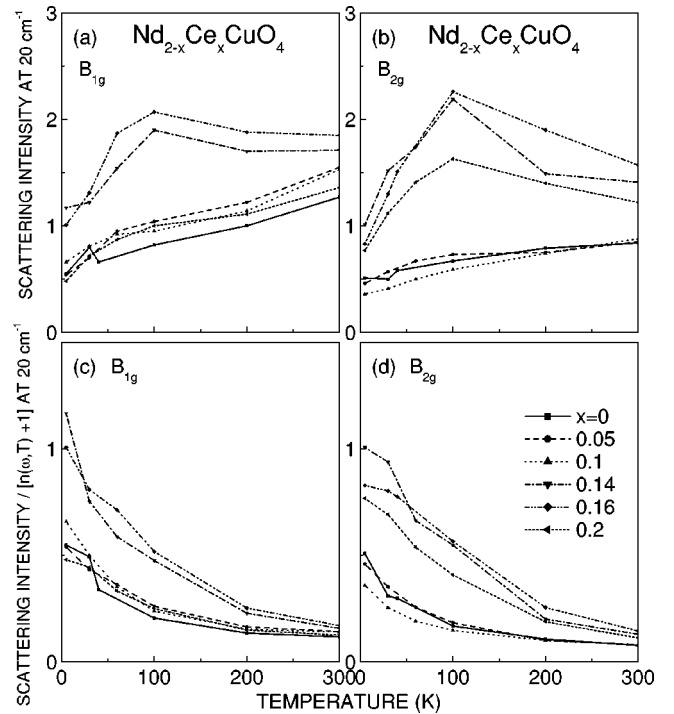 (a) Nd2-xCexCuO4
B1g
(b) Nd2-xCexCuO4
B2g
SCATTERING INTENSITY AT 20 cm-1
3
2
1
0
3
2
1
0
(c) B1g
(d) B2g
SCATTERING INTENSITY / [n(ω,T) +1] AT 20 cm-1
1
0
1
0
x=0
0.05
0.1
0.14
0.16
0.2
0 100 200 300 0 100 200 300
TEMPERATURE (K)